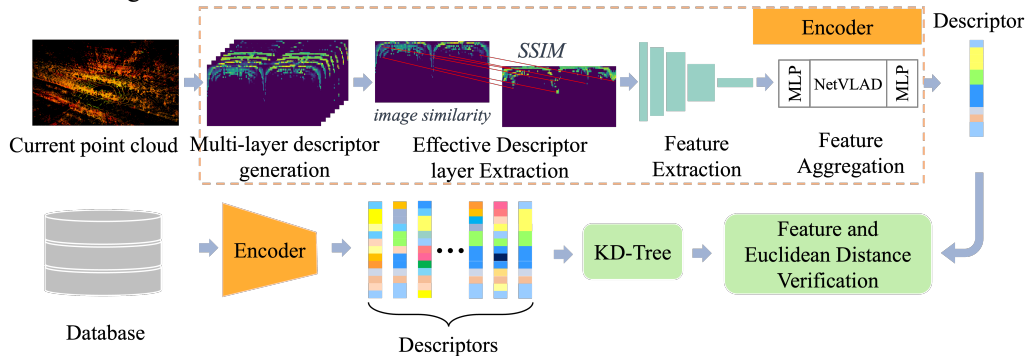 Encoder
Descriptor
SSIM
image similarity
MLP
NetVLAD
MLP
Current point cloud
Multi-layer descriptor
generation
Effective Descriptor
layer Extraction
Feature
Extraction
Feature
Aggregation
Encoder
KD-Tree
Feature and
Euclidean Distance
Verification
Database
Descriptors